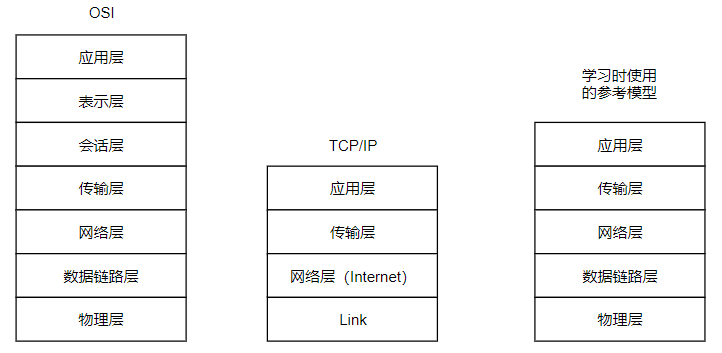 OSI
应用层
表示层
会话层
传输层
网络层
数据链路层
物理层
TCP/IP
应用层
传输层
网络层（Internet）
Link
学习时使用
的参考模型
应用层
传输层
网络层
数据链路层
物理层